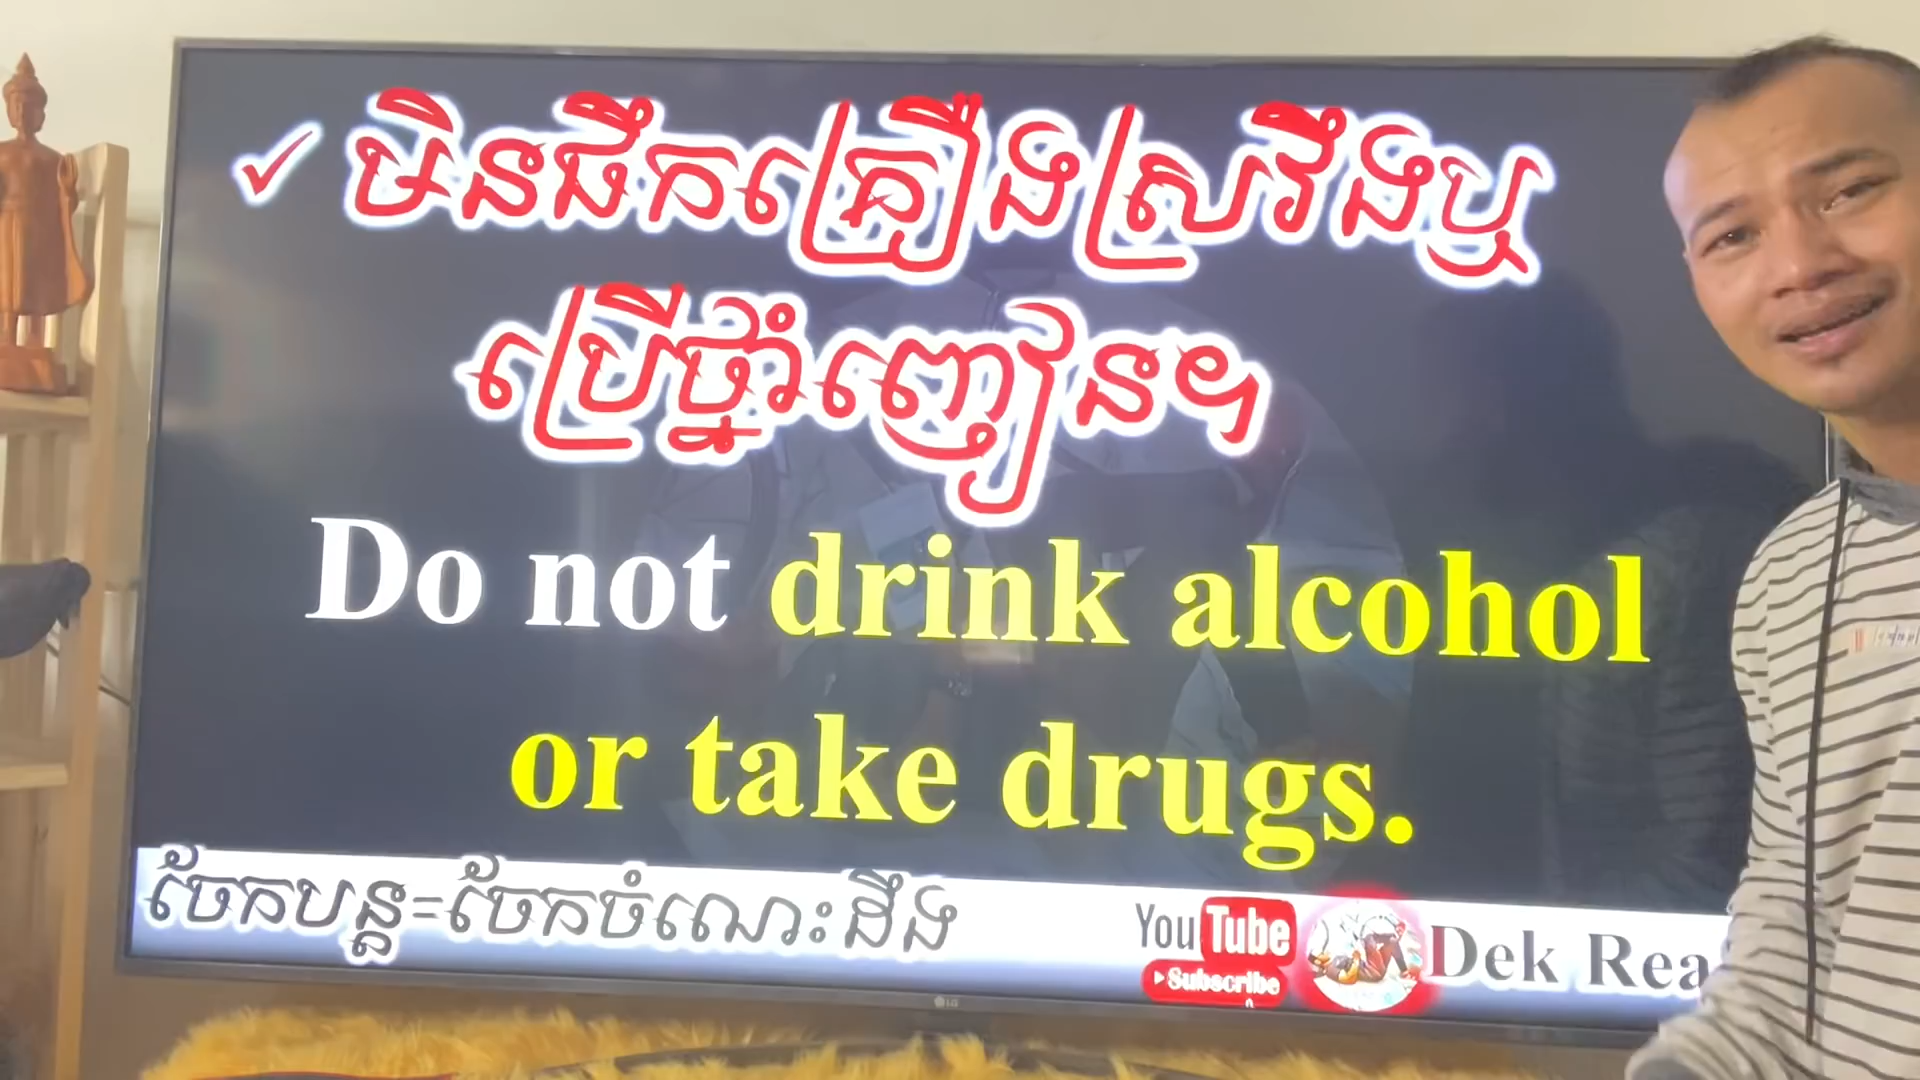 ✓ មិនផឹកគ្រឿងស្រវឹងឬ
ប្រើថ្នាំញៀន។
Do not drink alcohol
or take drugs.
ចែកបន្ត=ចែកចំណេះដឹង
YouTube
Subscribe
Dek Rea
LG